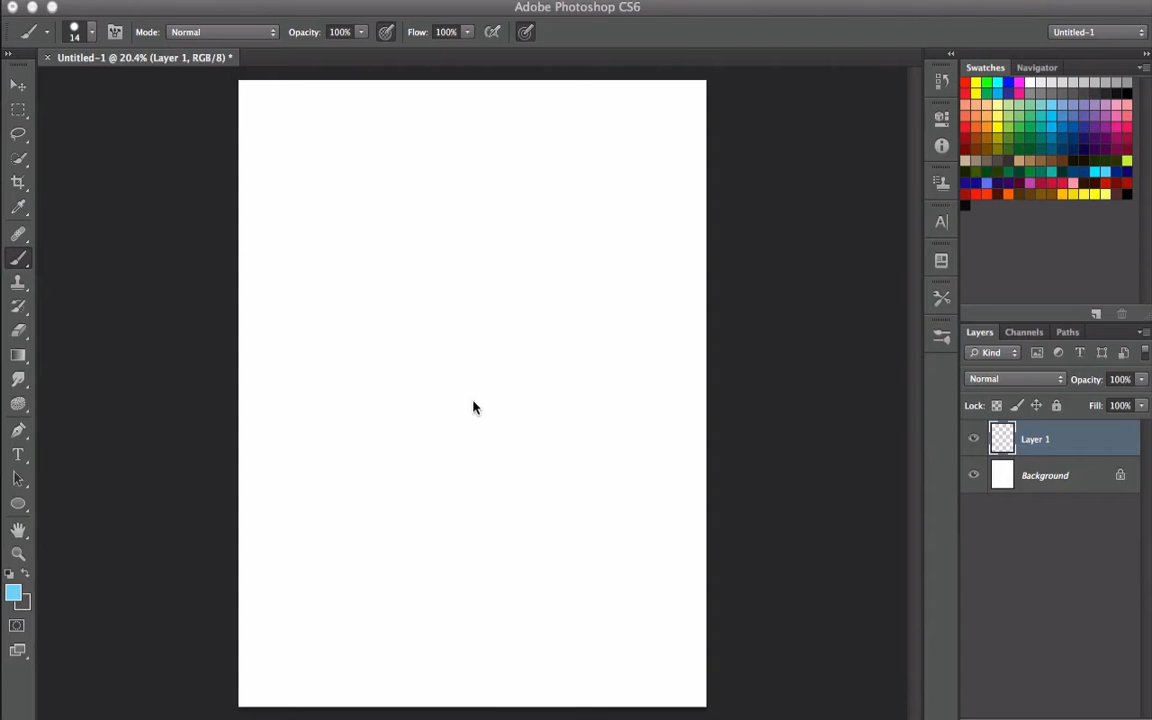 Adobe Photoshop CS6
14
Mode: Normal
Opacity: 100%
Flow: 100%
Untitled-1
Untitled-1 @ 20.4% (Layer 1, RGB/8) *
Swatches Navigator
Layers Channels Paths
Kind
Normal
Opacity: 100%
Lock:
Fill: 100%
Layer 1
Background